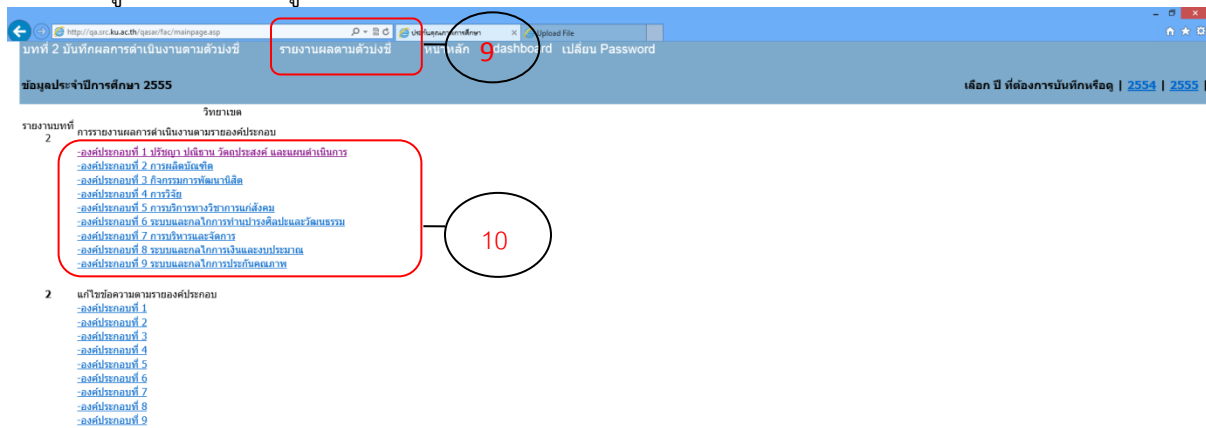 http://qa.src.ku.ac.th/qasar/fac/mainpage.asp
ประกันคุณภาพการศึกษา
Upload File
บทที่ 2 บันทึกผลการดำเนินงานตามตัวบ่งชี้ รายงานผลตามตัวบ่งชี้ หน้าหลัก dashboard เปลี่ยน Password
9
ข้อมูลประจำปีการศึกษา 2555
เลือก ปี ที่ต้องการบันทึกหรือดู | 2554 | 2555 |
วิทยาเขต
รายงานบทที่ 2
การรายงานผลการดำเนินงานตามรายองค์ประกอบ
-องค์ประกอบที่ 1 ปรัชญา ปณิธาน วัตถุประสงค์ และแผนดำเนินการ
-องค์ประกอบที่ 2 การผลิตบัณฑิต
-องค์ประกอบที่ 3 กิจกรรมการพัฒนานิสิต
-องค์ประกอบที่ 4 การวิจัย
-องค์ประกอบที่ 5 การบริการทางวิชาการแก่สังคม
-องค์ประกอบที่ 6 ระบบและกลไกการทำนุบำรุงศิลปะและวัฒนธรรม
-องค์ประกอบที่ 7 การบริหารและจัดการ
-องค์ประกอบที่ 8 ระบบและกลไกการเงินและงบประมาณ
-องค์ประกอบที่ 9 ระบบและกลไกการประกันคุณภาพ
10
2 แก้ไขข้อความตามรายองค์ประกอบ
-องค์ประกอบที่ 1
-องค์ประกอบที่ 2
-องค์ประกอบที่ 3
-องค์ประกอบที่ 4
-องค์ประกอบที่ 5
-องค์ประกอบที่ 6
-องค์ประกอบที่ 7
-องค์ประกอบที่ 8
-องค์ประกอบที่ 9